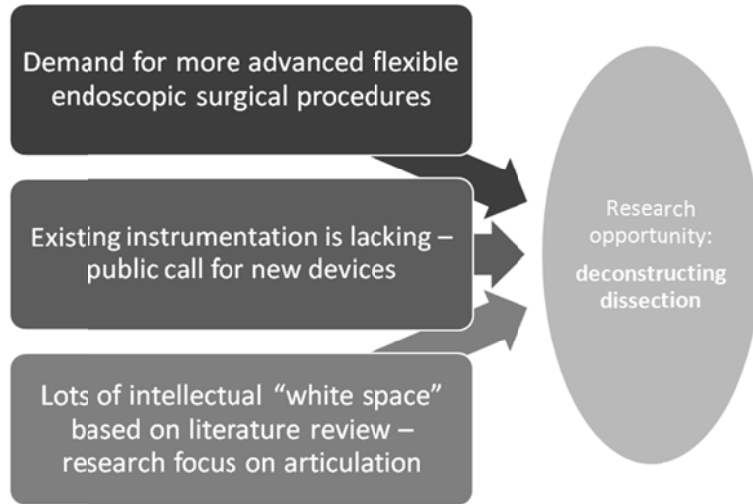 Demand for more advanced flexible
endoscopic surgical procedures
Existing instrumentation is lacking –
public call for new devices
Lots of intellectual “white space”
based on literature review –
research focus on articulation
Research
opportunity:
deconstructing
dissection